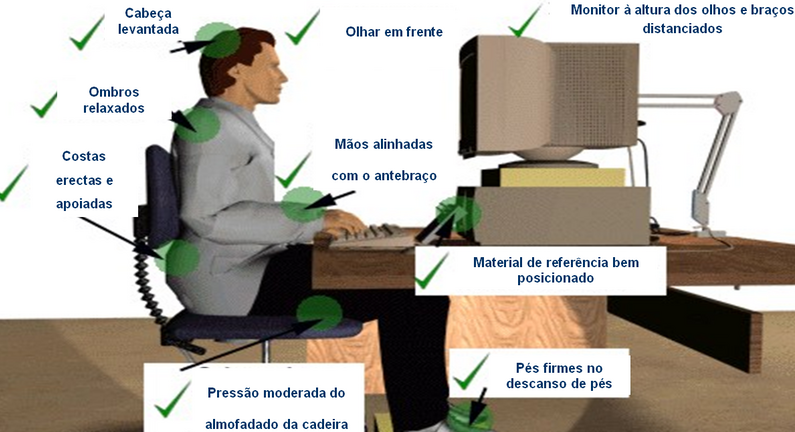 Cabeça
levantada
Olhar em frente
Monitor à altura dos olhos e braços
distanciados
Ombros
relaxados
Mãos alinhadas
com o antebraço
Costas
erectas e
apoiadas
Material de referência bem
posicionado
Pés firmes no
descanso de pés
Pressão moderada do
almofadado da cadeira